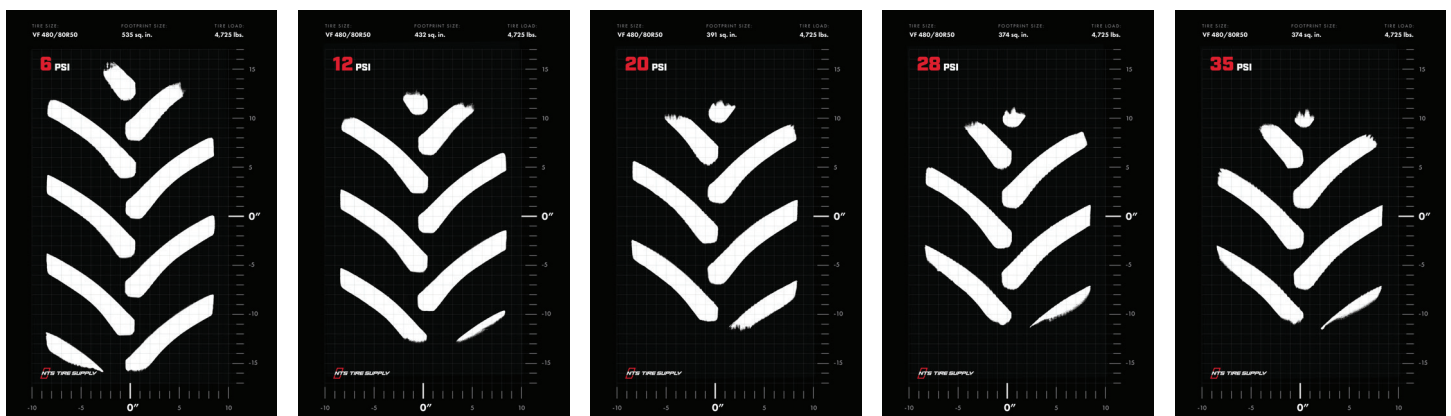 TIRE SIZE: FOOTPRINT SIZE: TIRE LOAD:
VF 480/80R50 535 sq. in. 4,725 lbs.
6 PSI
15
10
5
0"
-5
-10
-15
NTS TIRE SUPPLY
-10 -5 0" 5 10
TIRE SIZE: FOOTPRINT SIZE: TIRE LOAD:
VF 480/80R50 432 sq. in. 4,725 lbs.
12 PSI
15
10
5
0"
-5
-10
-15
NTS TIRE SUPPLY
-10 -5 0" 5 10
TIRE SIZE: FOOTPRINT SIZE: TIRE LOAD:
VF 480/80R50 391 sq. in. 4,725 lbs.
20 PSI
15
10
5
0"
-5
-10
-15
NTS TIRE SUPPLY
-10 -5 0" 5 10
TIRE SIZE: FOOTPRINT SIZE: TIRE LOAD:
VF 480/80R50 374 sq. in. 4,725 lbs.
28 PSI
15
10
5
0"
-5
-10
-15
NTS TIRE SUPPLY
-10 -5 0" 5 10
TIRE SIZE: FOOTPRINT SIZE: TIRE LOAD:
VF 480/80R50 374 sq. in. 4,725 lbs.
35 PSI
15
10
5
0"
-5
-10
-15
NTS TIRE SUPPLY
-10 -5 0" 5 10